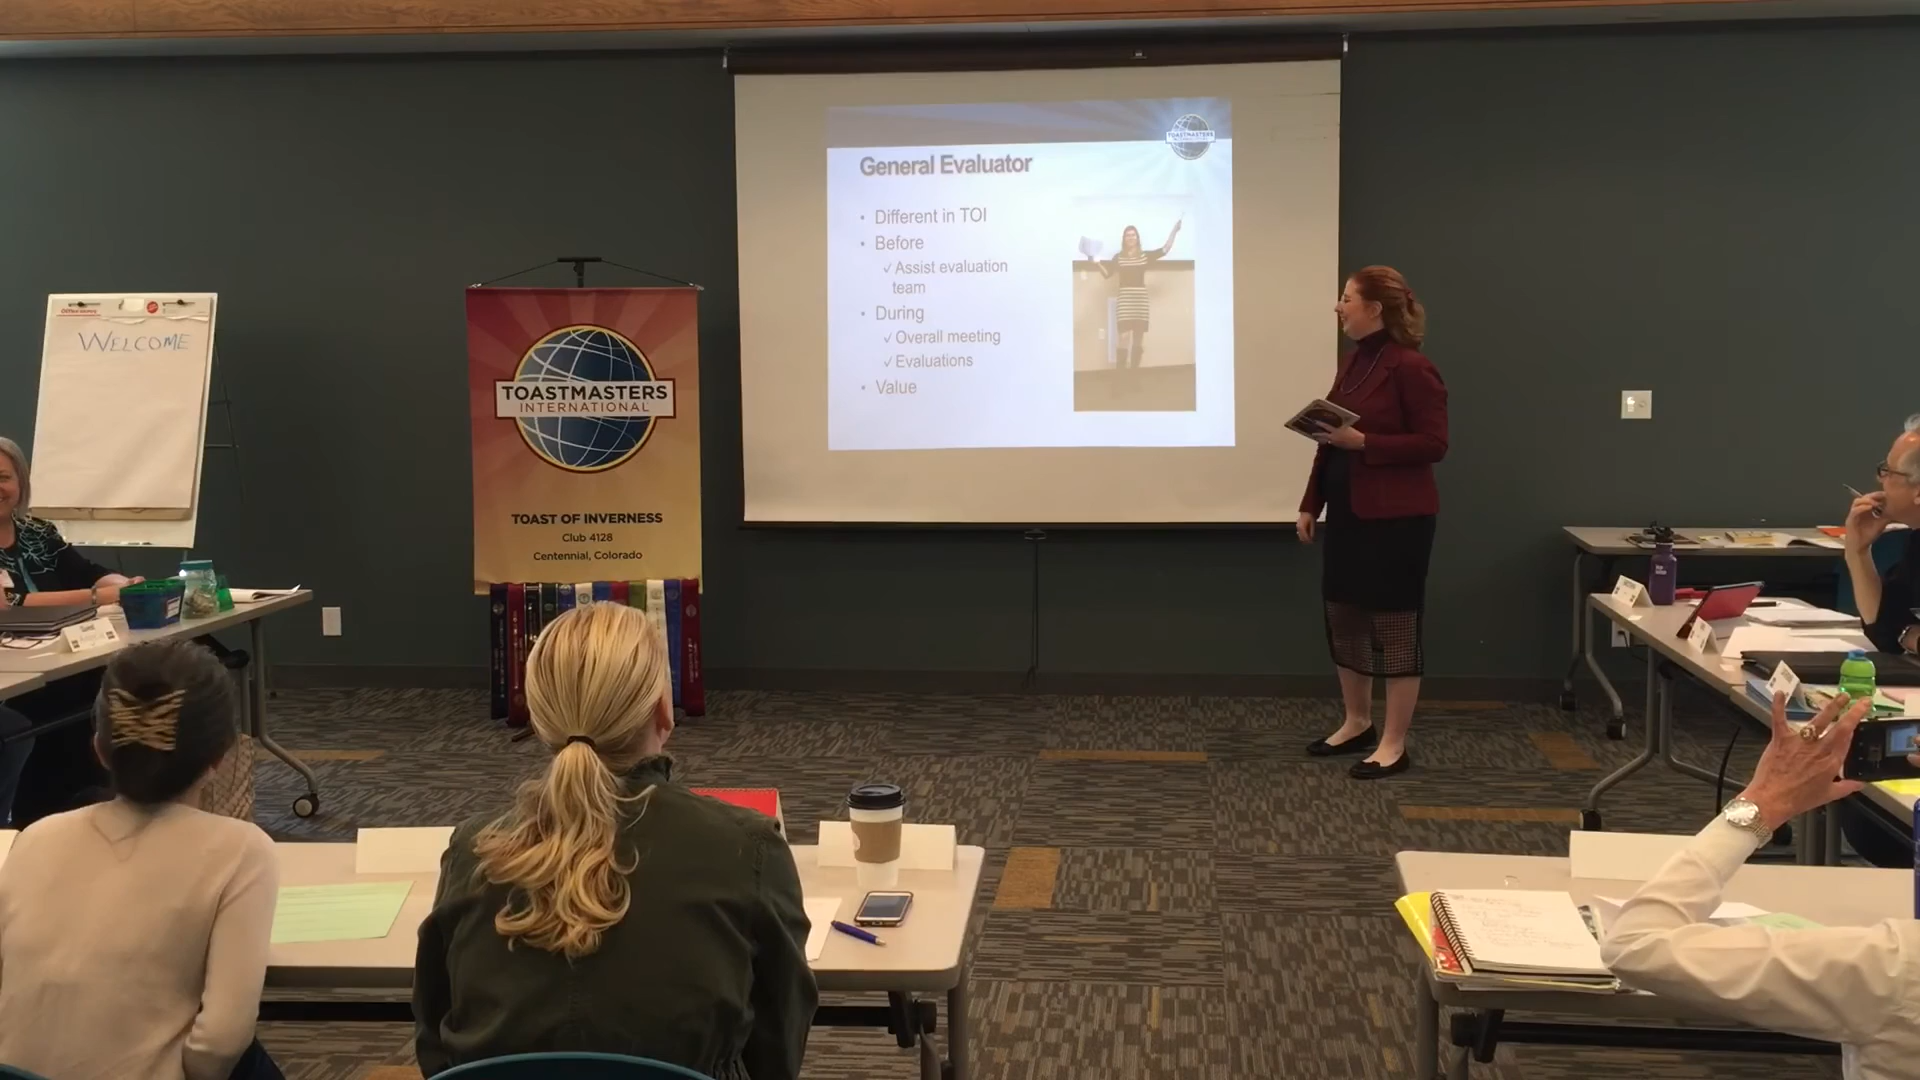 WELCOME
TOASTMASTERS
INTERNATIONAL
TOAST OF INVERNESS
Club 4128
Centennial, Colorado
TOASTMASTERS
General Evaluator
• Different in TOI
• Before
✓Assist evaluation
team
• During
✓Overall meeting
✓Evaluations
• Value